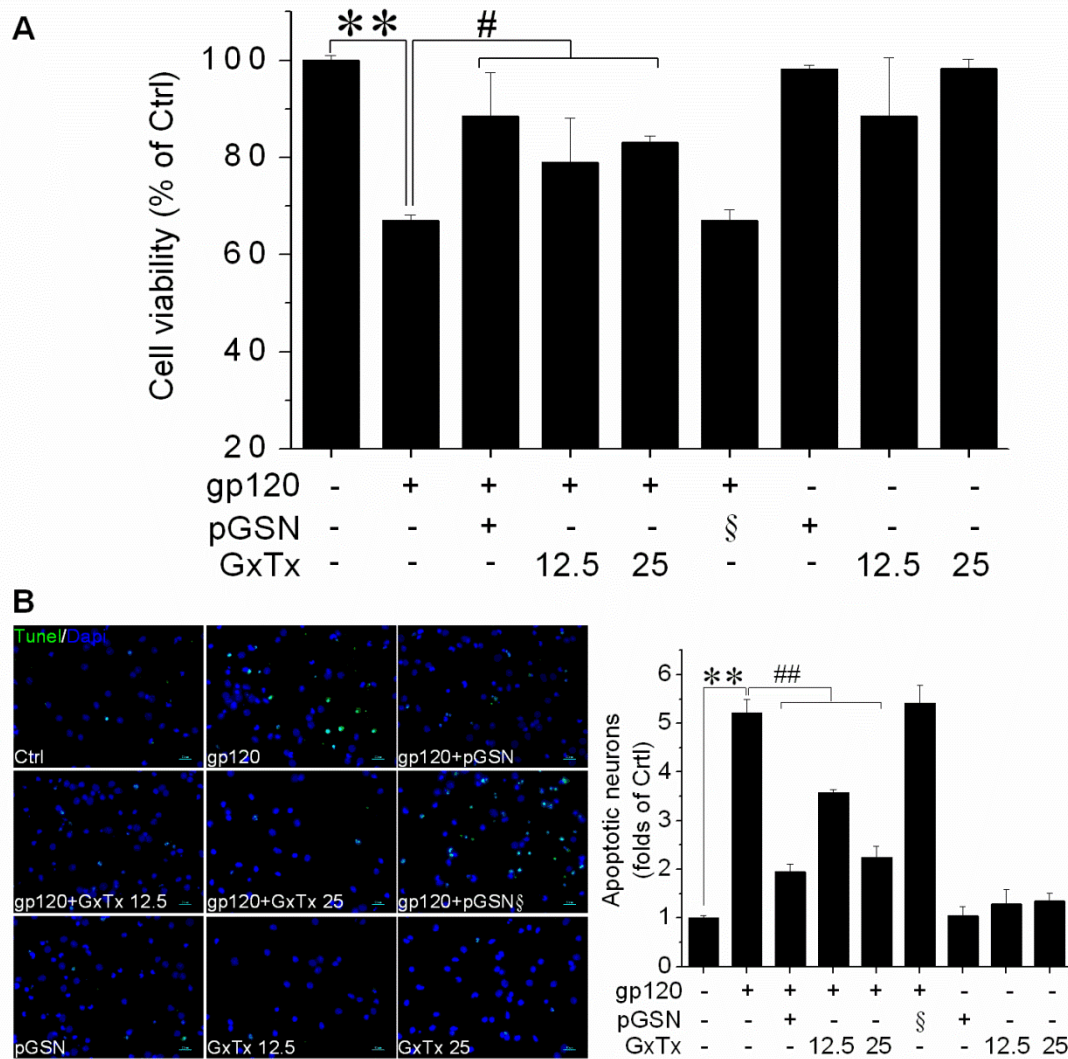 A
** #
Cell viability (% of Ctrl)
100
80
60
40
20
gp120 - + + + + + - - -
pGSN - - + - - § + - -
GxTx - - - 12.5 25 - - 12.5 25
B
Tunel/Dapi
Ctrl
gp120
gp120+pGSN
gp120+GxTx 12.5
gp120+GxTx 25
gp120+pGSN§
pGSN
GxTx 12.5
GxTx 25
** ##
Apoptotic neurons
(folds of Crtl)
6
5
4
3
2
1
0
gp120 - + + + + + - - -
pGSN - - + - - § + - -
GxTx - - - 12.5 25 - - 12.5 25